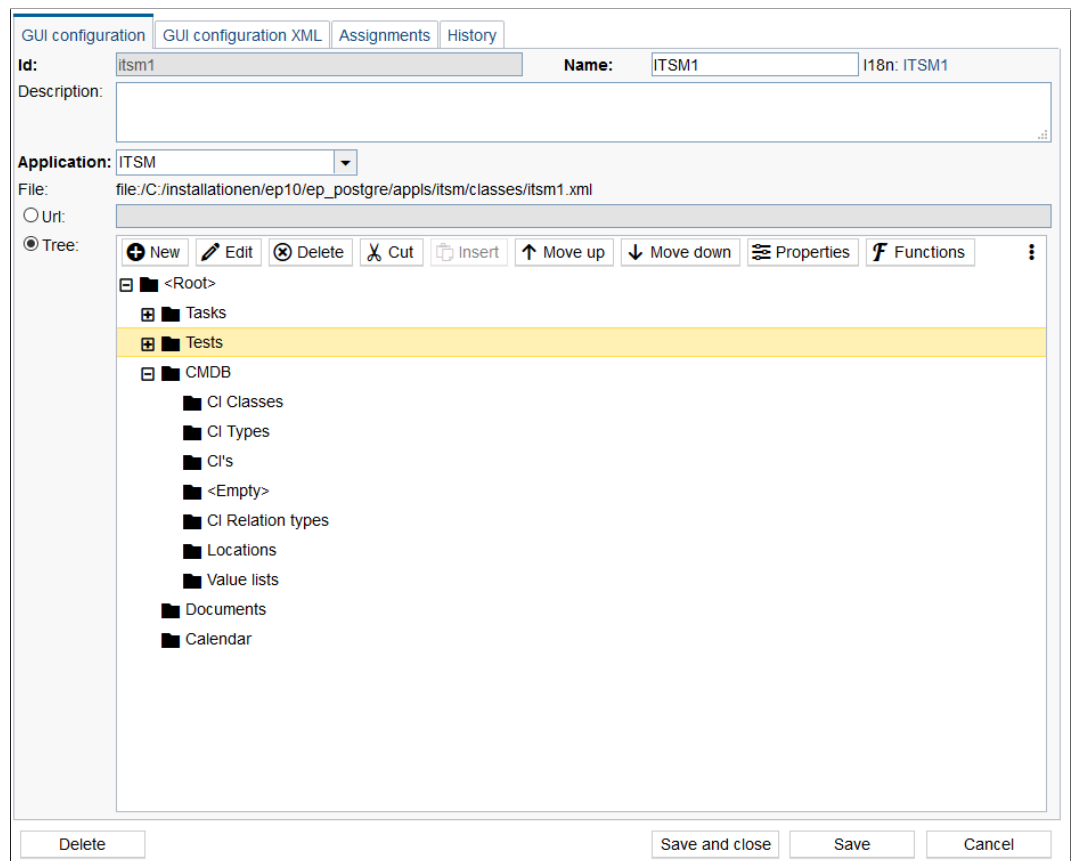 GUI configuration GUI configuration XML Assignments History
Id: itsm1 Name: ITSM1 I18n: ITSM1
Description:
Application: ITSM
File: file:/C:/installationen/ep10/ep_postgre/appls/itsm/classes/itsm1.xml
Url:
Tree: New Edit Delete Cut Insert Move up Move down Properties Functions
<Root>
Tasks
Tests
CMDB
CI Classes
CI Types
CI's
<Empty>
CI Relation types
Locations
Value lists
Documents
Calendar
Delete Save and close Save Cancel